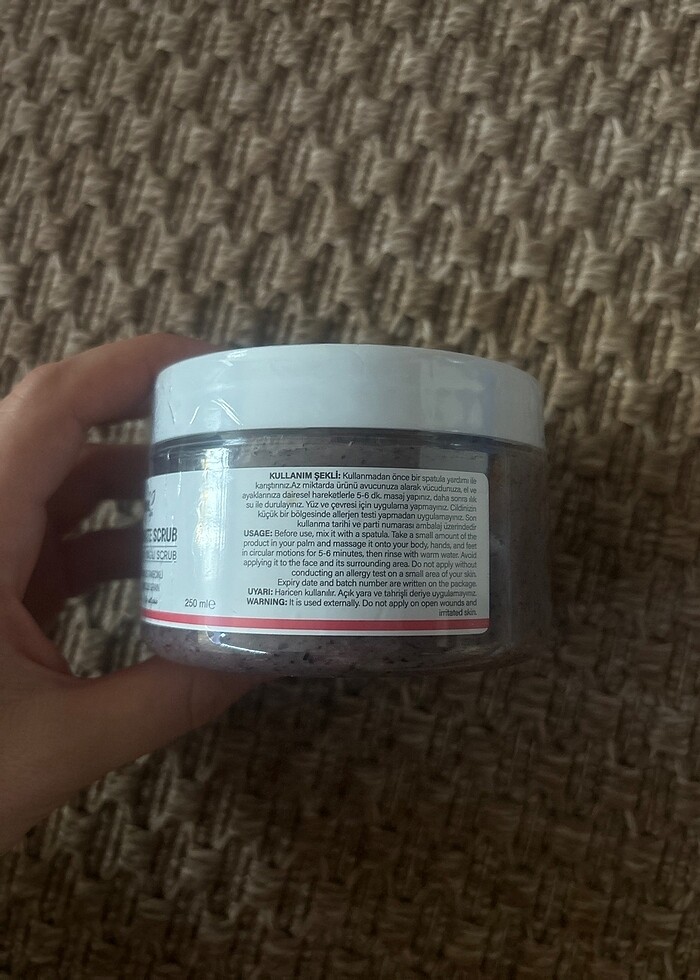 TE SCRUB
SCRUB
250 ml℮
KULLANIM ŞEKLİ: Kullanmadan önce bir spatula yardımı ile
karıştırınız.Az miktarda ürünü avucunuza alarak vücudunuza, el ve
ayaklarınıza dairesel hareketlerle 5-6 dk. masaj yapınız, daha sonra ılık
su ile durulayınız. Yüz ve çevresi için uygulama yapmayınız. Cildinizin
küçük bir bölgesinde allerjen testi yapmadan uygulamayınız. Son
kullanma tarihi ve parti numarası ambalaj üzerindedir
USAGE: Before use, mix it with a spatula. Take a small amount of the
product in your palm and massage it onto your body, hands, and feet
in circular motions for 5-6 minutes, then rinse with warm water. Avoid
applying it to the face and its surrounding area. Do not apply without
conducting an allergy test on a small area of your skin.
Expiry date and batch number are written on the package.
UYARI: Haricen kullanılır. Açık yara ve tahrişli deriye uygulamayınız.
WARNING: It is used externally. Do not apply on open wounds and
irritated skin.